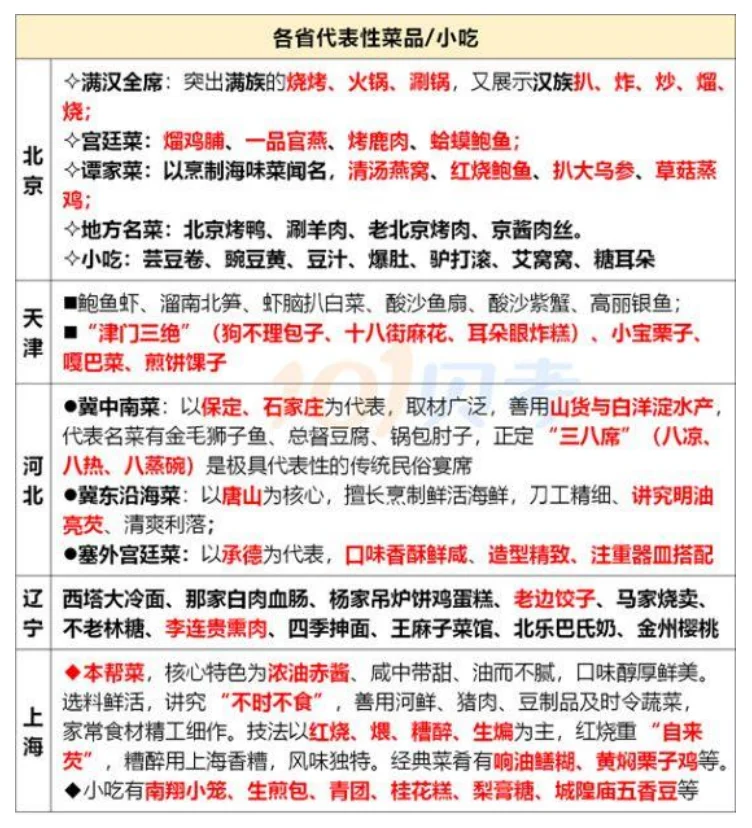 各省代表性菜品/小吃
北京
✧满汉全席：突出满族的烧烤、火锅、涮锅，又展示汉族扒、炸、炒、熘、
烧；
✧宫廷菜：熘鸡脯、一品官燕、烤鹿肉、蛤蟆鲍鱼；
✧谭家菜：以烹制海味菜闻名，清汤燕窝、红烧鲍鱼、扒大乌参、草菇蒸
鸡；
✧地方名菜：北京烤鸭、涮羊肉、老北京烤肉、京酱肉丝。
✧小吃：芸豆卷、豌豆黄、豆汁、爆肚、驴打滚、艾窝窝、糖耳朵
天津
■鲍鱼虾、溜南北笋、虾脑扒白菜、酸沙鱼扇、酸沙紫蟹、高丽银鱼；
■“津门三绝”（狗不理包子、十八街麻花、耳朵眼炸糕）、小宝栗子、
嘎巴菜、煎饼馃子
101贝考
河北
●冀中南菜：以保定、石家庄为代表，取材广泛，善用山货与白洋淀水产，
代表名菜有金毛狮子鱼、总督豆腐、锅包肘子，正定“三八席”（八凉、
八热、八蒸碗）是极具代表性的传统民俗宴席
●冀东沿海菜：以唐山为核心，擅长烹制鲜活海鲜，刀工精细、讲究明油
亮芡、清爽利落；
●塞外宫廷菜：以承德为代表，口味香酥鲜咸、造型精致、注重器皿搭配
辽宁
西塔大冷面、那家白肉血肠、杨家吊炉饼鸡蛋糕、老边饺子、马家烧卖、
不老林糖、李连贵熏肉、四季抻面、王麻子菜馆、北乐巴氏奶、金州樱桃
上海
◆本帮菜，核心特色为浓油赤酱、咸中带甜、油而不腻，口味醇厚鲜美。
选料鲜活，讲究“不时不食”，善用河鲜、猪肉、豆制品及时令蔬菜，
家常食材精工细作。技法以红烧、煨、糟醉、生煸为主，红烧重“自来
芡”，糟醉用上海香糟，风味独特。经典菜肴有响油鳝糊、黄焖栗子鸡等。
◆小吃有南翔小笼、生煎包、青团、桂花糕、梨膏糖、城隍庙五香豆等